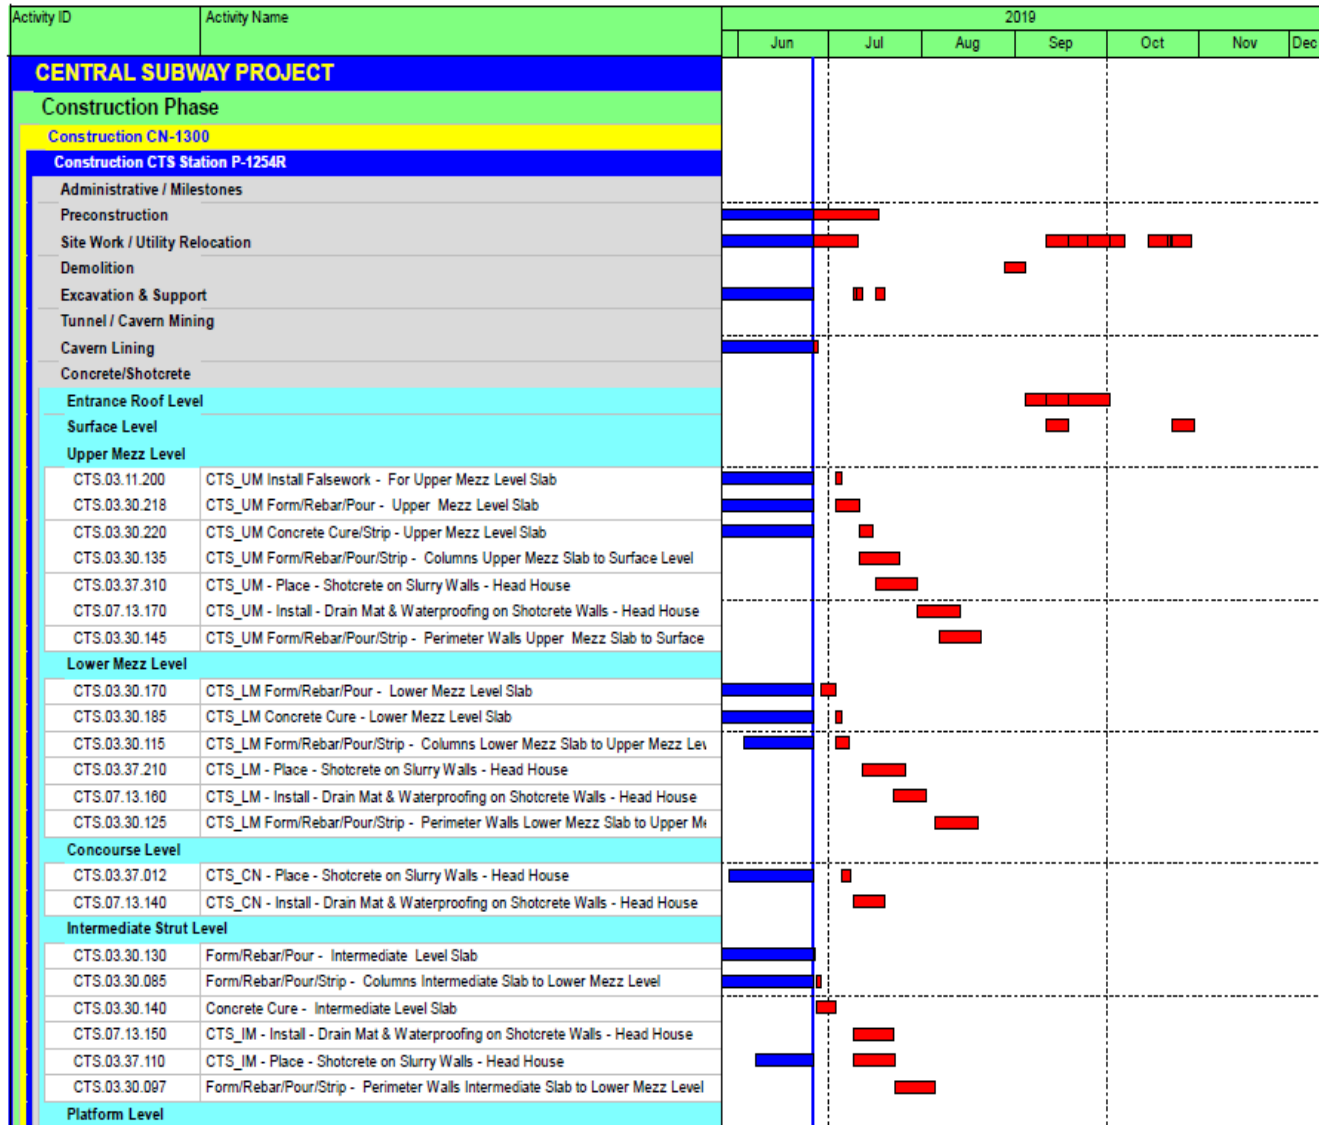 Activity ID Activity Name 2019
Jun Jul Aug Sep Oct Nov Dec
CENTRAL SUBWAY PROJECT
Construction Phase
Construction CN-1300
Construction CTS Station P-1254R
Administrative / Milestones
Preconstruction
Site Work / Utility Relocation
Demolition
Excavation & Support
Tunnel / Cavern Mining
Cavern Lining
Concrete/Shotcrete
Entrance Roof Level
Surface Level
Upper Mezz Level
CTS.03.11.200 CTS_UM Install Falsework - For Upper Mezz Level Slab
CTS.03.30.218 CTS_UM Form/Rebar/Pour - Upper Mezz Level Slab
CTS.03.30.220 CTS_UM Concrete Cure/Strip - Upper Mezz Level Slab
CTS.03.30.135 CTS_UM Form/Rebar/Pour/Strip - Columns Upper Mezz Slab to Surface Level
CTS.03.37.310 CTS_UM - Place - Shotcrete on Slurry Walls - Head House
CTS.07.13.170 CTS_UM - Install - Drain Mat & Waterproofing on Shotcrete Walls - Head House
CTS.03.30.145 CTS_UM Form/Rebar/Pour/Strip - Perimeter Walls Upper Mezz Slab to Surface
Lower Mezz Level
CTS.03.30.170 CTS_LM Form/Rebar/Pour - Lower Mezz Level Slab
CTS.03.30.185 CTS_LM Concrete Cure - Lower Mezz Level Slab
CTS.03.30.115 CTS_LM Form/Rebar/Pour/Strip - Columns Lower Mezz Slab to Upper Mezz Lev
CTS.03.37.210 CTS_LM - Place - Shotcrete on Slurry Walls - Head House
CTS.07.13.160 CTS_LM - Install - Drain Mat & Waterproofing on Shotcrete Walls - Head House
CTS.03.30.125 CTS_LM Form/Rebar/Pour/Strip - Perimeter Walls Lower Mezz Slab to Upper Me
Concourse Level
CTS.03.37.012 CTS_CN - Place - Shotcrete on Slurry Walls - Head House
CTS.07.13.140 CTS_CN - Install - Drain Mat & Waterproofing on Shotcrete Walls - Head House
Intermediate Strut Level
CTS.03.30.130 Form/Rebar/Pour - Intermediate Level Slab
CTS.03.30.085 Form/Rebar/Pour/Strip - Columns Intermediate Slab to Lower Mezz Level
CTS.03.30.140 Concrete Cure - Intermediate Level Slab
CTS.07.13.150 CTS_IM - Install - Drain Mat & Waterproofing on Shotcrete Walls - Head House
CTS.03.37.110 CTS_IM - Place - Shotcrete on Slurry Walls - Head House
CTS.03.30.097 Form/Rebar/Pour/Strip - Perimeter Walls Intermediate Slab to Lower Mezz Level
Platform Level